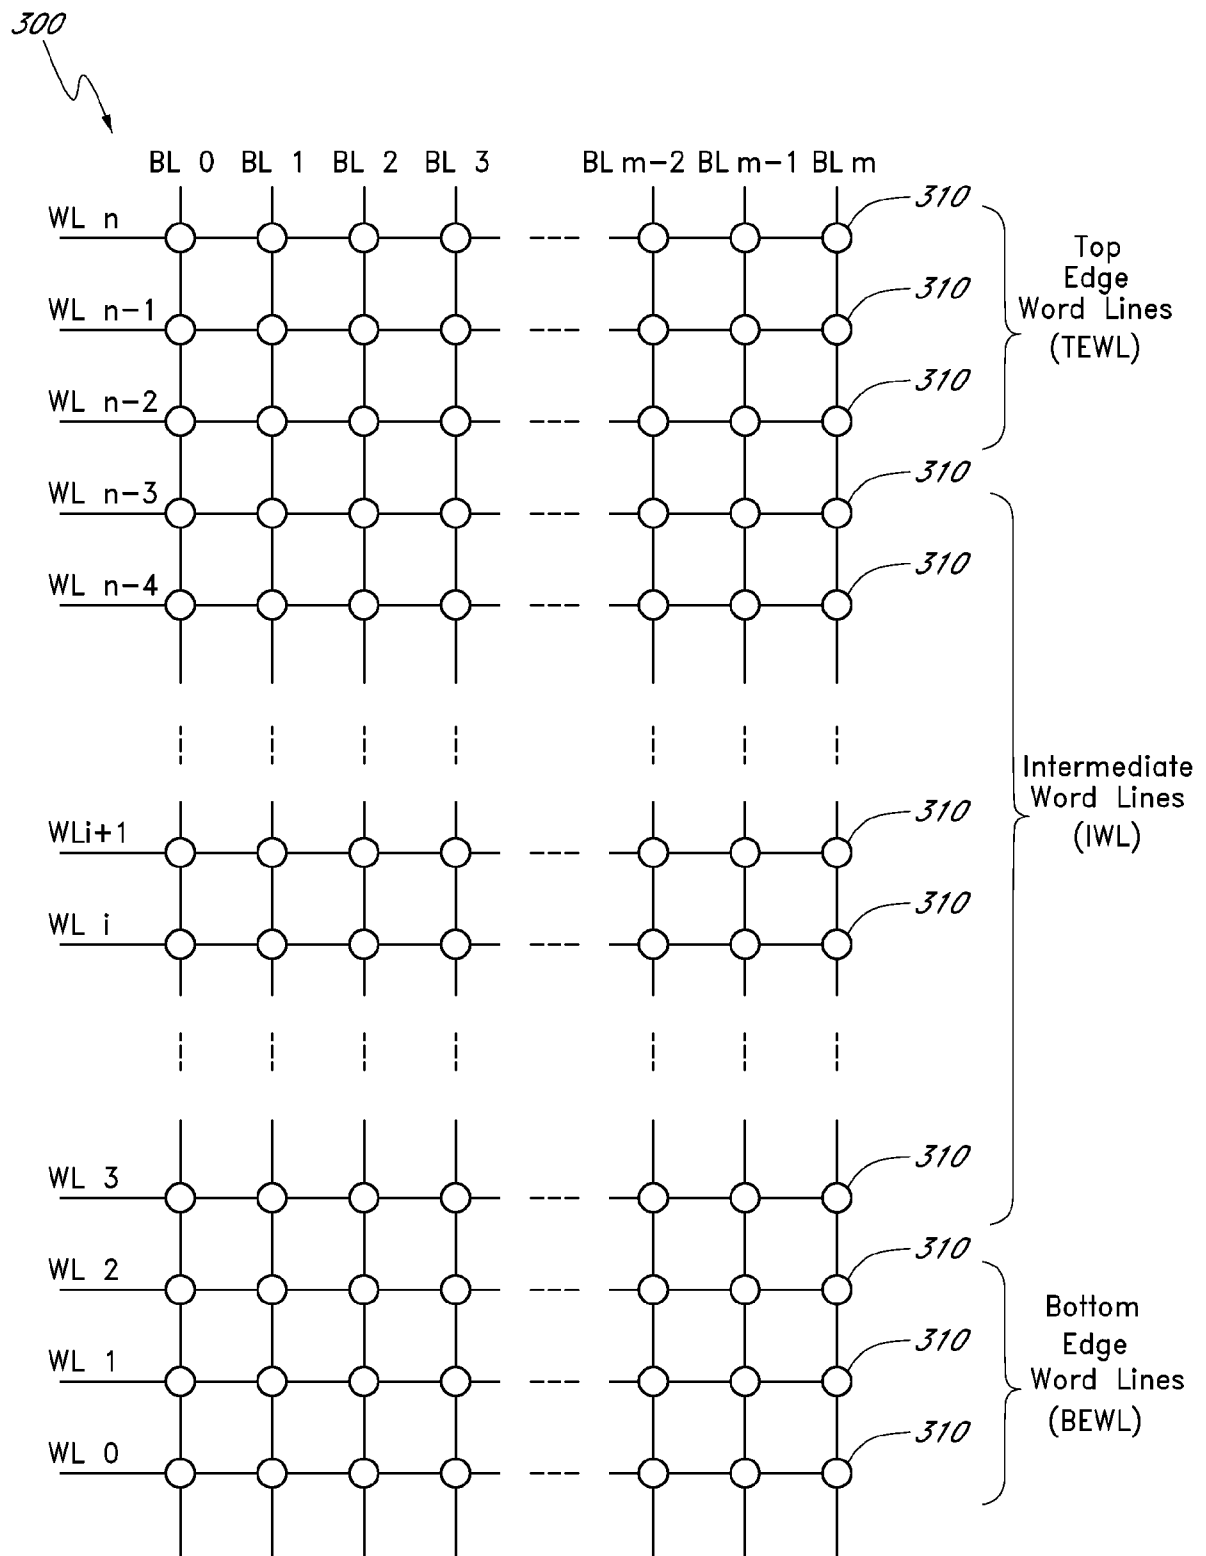 300
BL 0 BL 1 BL 2 BL 3 BL m-2 BL m-1 BL m
WL n 310
WL n-1 310
WL n-2 310
Top
Edge
Word Lines
(TEWL)
WL n-3 310
WL n-4 310
WLi+1 310
WL i 310
Intermediate
Word Lines
(IWL)
WL 3 310
WL 2 310
WL 1 310
WL 0 310
Bottom
Edge
Word Lines
(BEWL)